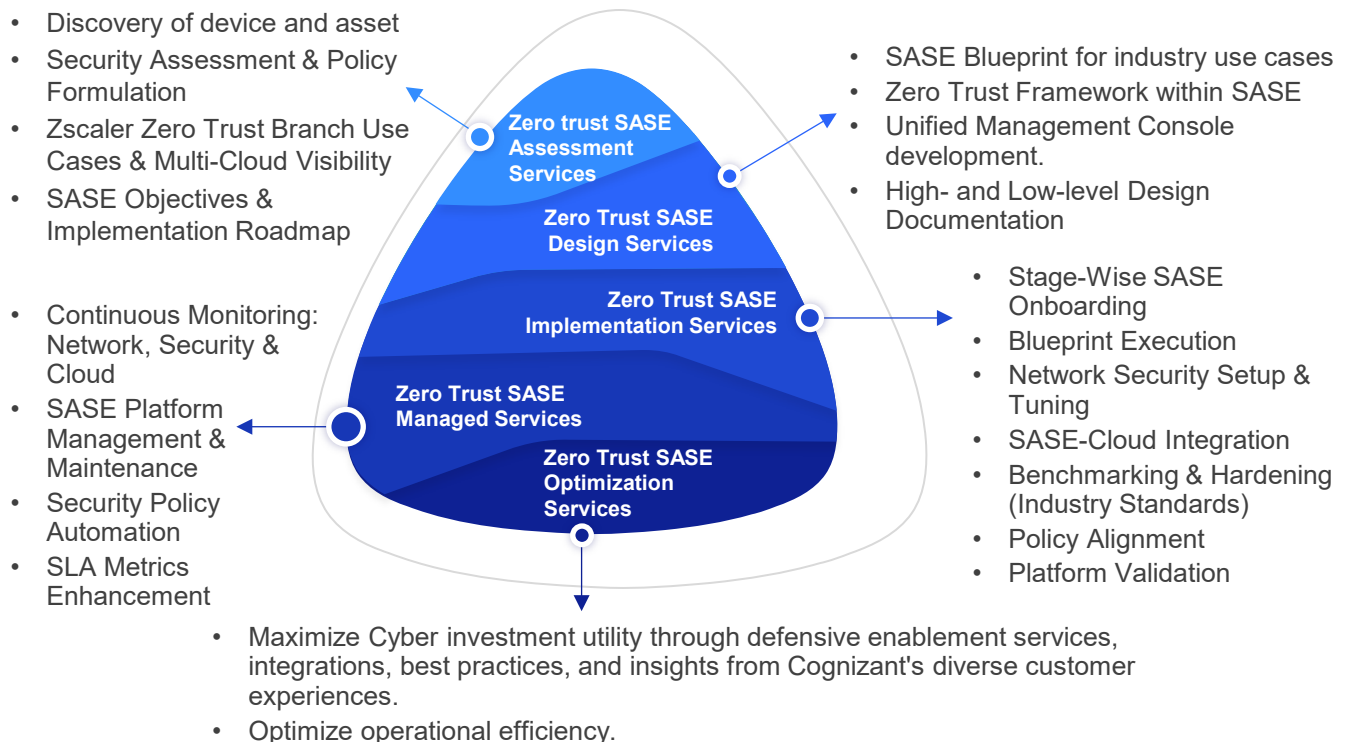 • Discovery of device and asset
• Security Assessment & Policy
Formulation
• Zscaler Zero Trust Branch Use
Cases & Multi-Cloud Visibility
• SASE Objectives &
Implementation Roadmap
Zero trust SASE
Assessment
Services
• SASE Blueprint for industry use cases
• Zero Trust Framework within SASE
• Unified Management Console
development.
• High- and Low-level Design
Documentation
Zero Trust SASE
Design Services
Zero Trust SASE
Implementation Services
• Stage-Wise SASE
Onboarding
• Blueprint Execution
• Network Security Setup &
Tuning
• SASE-Cloud Integration
• Benchmarking & Hardening
(Industry Standards)
• Policy Alignment
• Platform Validation
• Continuous Monitoring:
Network, Security &
Cloud
• SASE Platform
Management &
Maintenance
• Security Policy
Automation
• SLA Metrics
Enhancement
Zero Trust SASE
Managed Services
Zero Trust SASE
Optimization
Services
• Maximize Cyber investment utility through defensive enablement services,
integrations, best practices, and insights from Cognizant's diverse customer
experiences.
• Optimize operational efficiency.